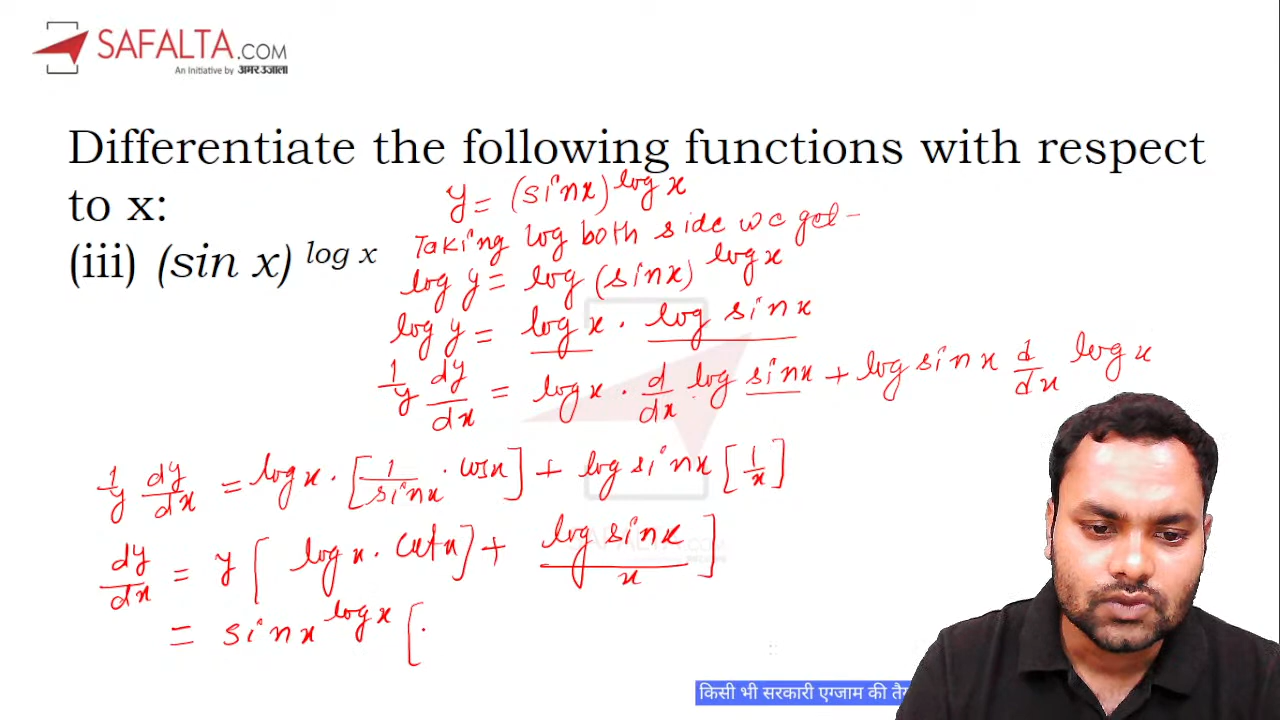 SAFALTA.COM
An Initiative by अमर उजाला
Differentiate the following functions with respect
to x:
(iii) (sin x) ^log x
y = (sinx)^log x
Taking log both side we get -
log y = log (sinx)^log x
log y = log x . log sinx
1/y dy/dx = log x . d/dx log sinx + log sinx d/dx log x
1/y dy/dx = log x . [1/sinx . cosx] + log sinx [1/x]
dy/dx = y [ log x . cotx] + log sinx/x ]
= sinx^log x [
किसी भी सरकारी एग्जाम की